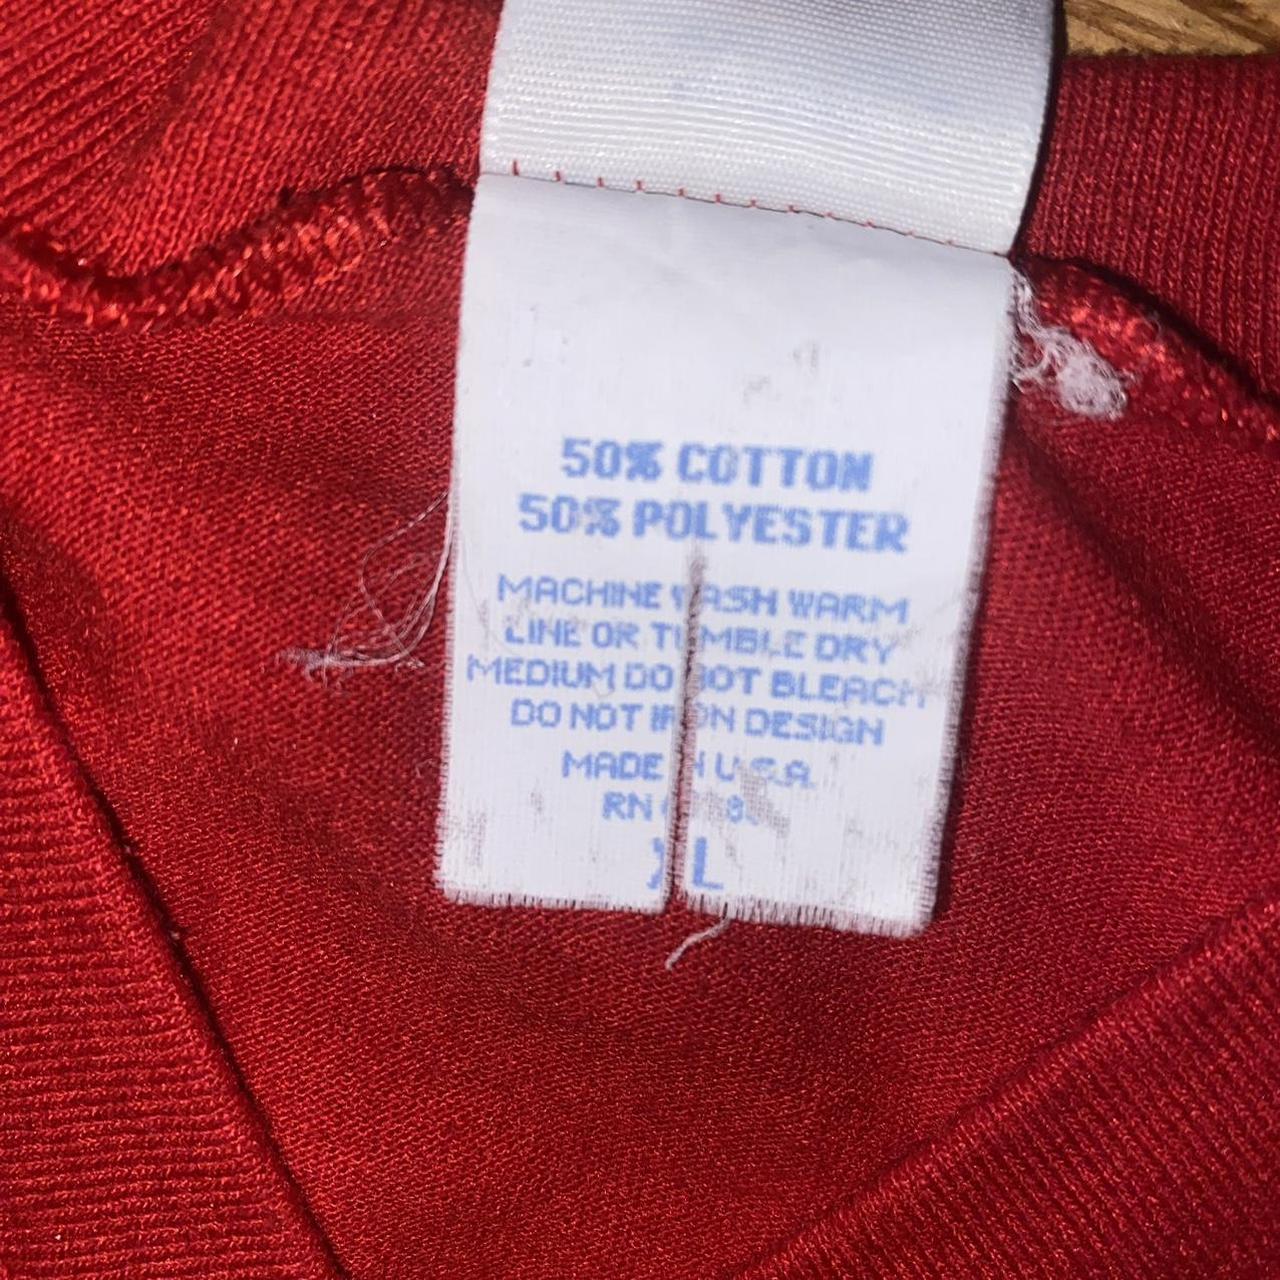 50% COTTON
50% POLYESTER
MACHINE WASH WARM
LINE OR TUMBLE DRY
MEDIUM DO NOT BLEACH
DO NOT IRON DESIGN
MADE IN U.S.A.
RN
XL